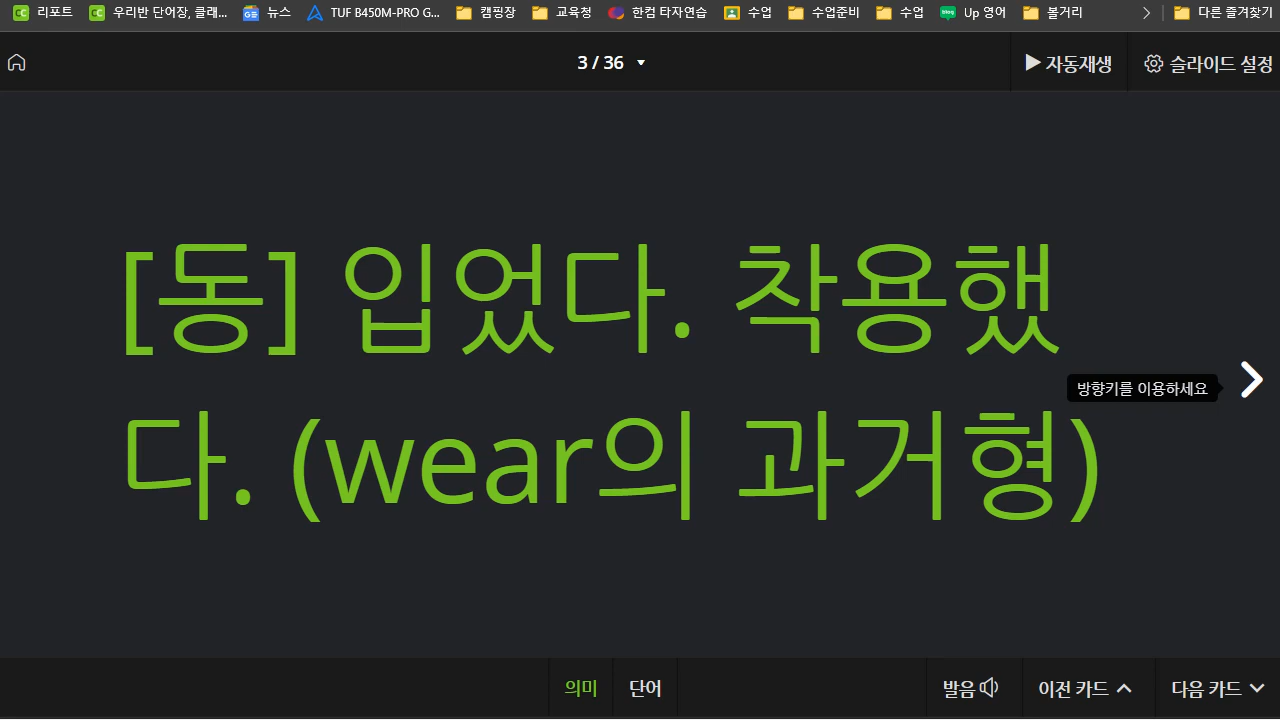 리포트 우리반 단어장, 클래... 뉴스 TUF B450M-PRO G... 캠핑장 교육청 한컴 타자연습 수업 수업준비 수업 Up 영어 볼거리 다른 즐겨찾기
3 / 36 자동재생 슬라이드 설정
[동] 입었다. 착용했
방향키를 이용하세요
다. (wear의 과거형)
의미 단어 발음 이전 카드 다음 카드